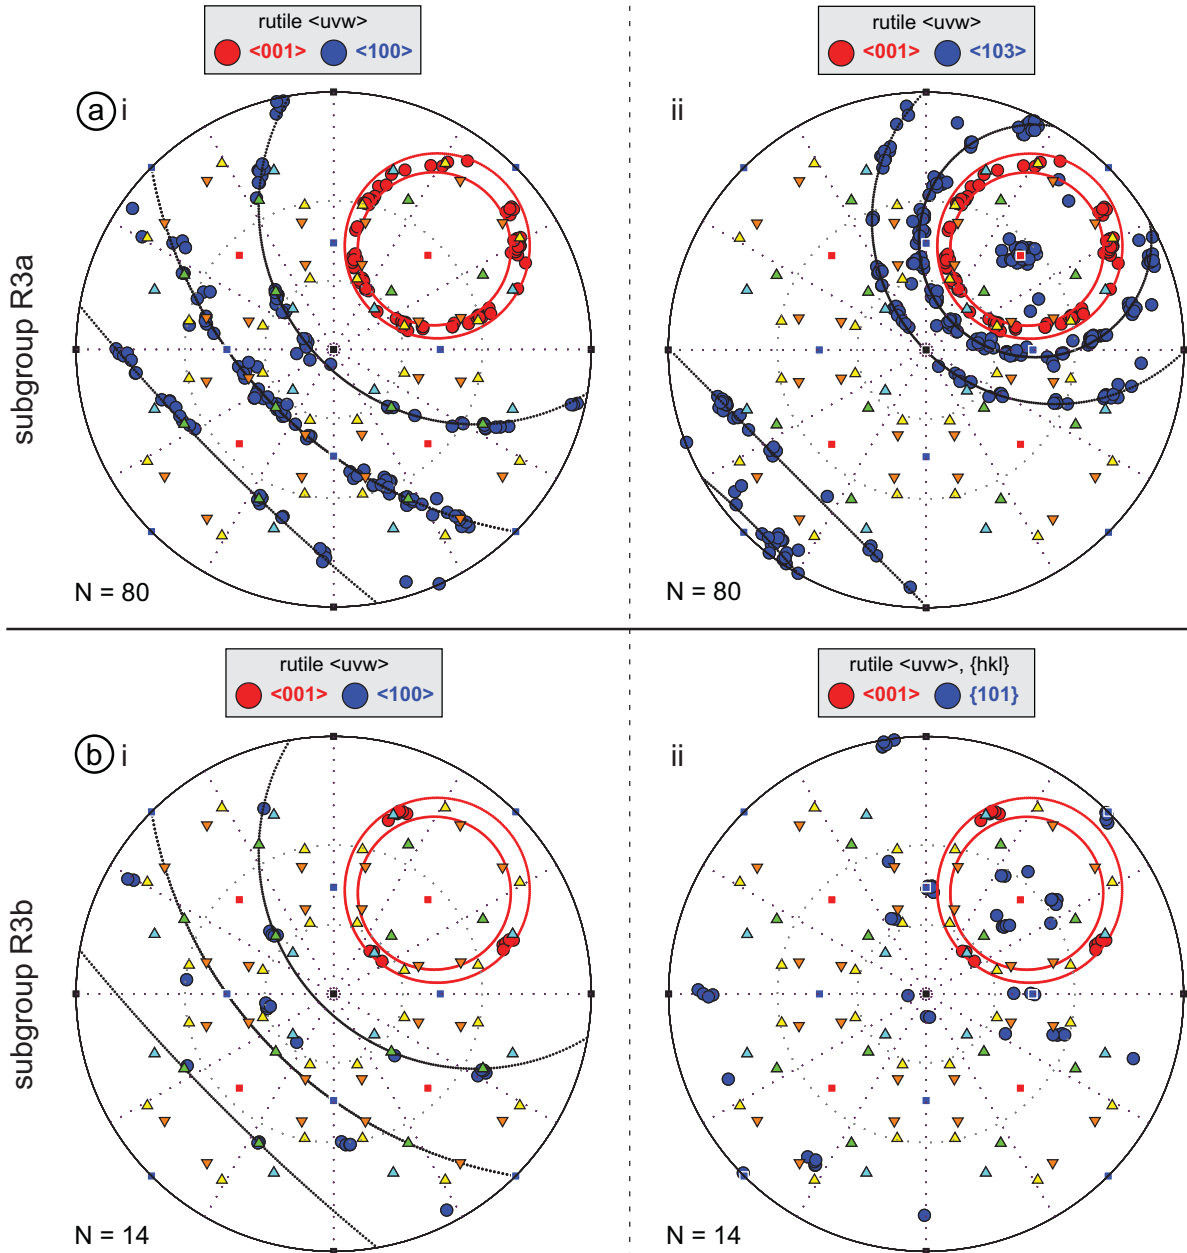 rutile <uvw>
<001> <100>
rutile <uvw>
<001> <103>
a i
ii
subgroup R3a
N = 80
N = 80
rutile <uvw>
<001> <100>
rutile <uvw>, {hkl}
<001> {101}
b i
ii
subgroup R3b
N = 14
N = 14